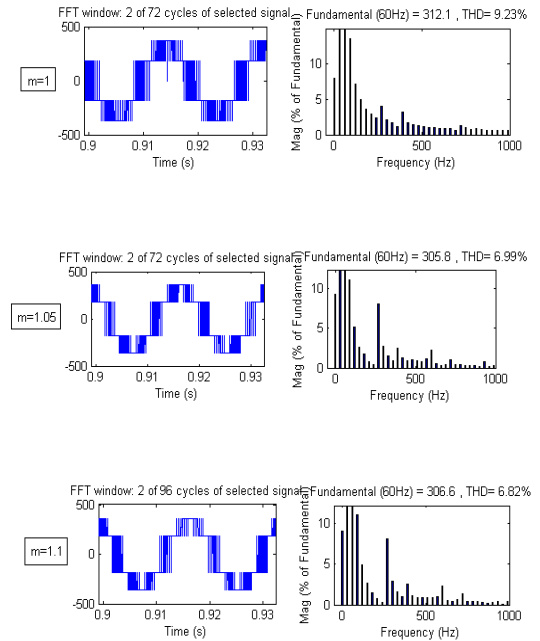 FFT window: 2 of 72 cycles of selected signal
Fundamental (60Hz) = 312.1 , THD= 9.23%
m=1
500
0
-500
0.9 0.91 0.92 0.93
Time (s)
Mag (% of Fundamental)
10
5
0
0 500 1000
Frequency (Hz)
FFT window: 2 of 72 cycles of selected signal
Fundamental (60Hz) = 305.8 , THD= 6.99%
m=1.05
500
0
-500
0.9 0.91 0.92 0.93
Time (s)
Mag (% of Fundamental)
10
5
0
0 500 1000
Frequency (Hz)
FFT window: 2 of 96 cycles of selected signal
Fundamental (60Hz) = 306.6 , THD= 6.82%
m=1.1
500
0
-500
0.9 0.91 0.92 0.93
Time (s)
Mag (% of Fundamental)
10
5
0
0 500 1000
Frequency (Hz)